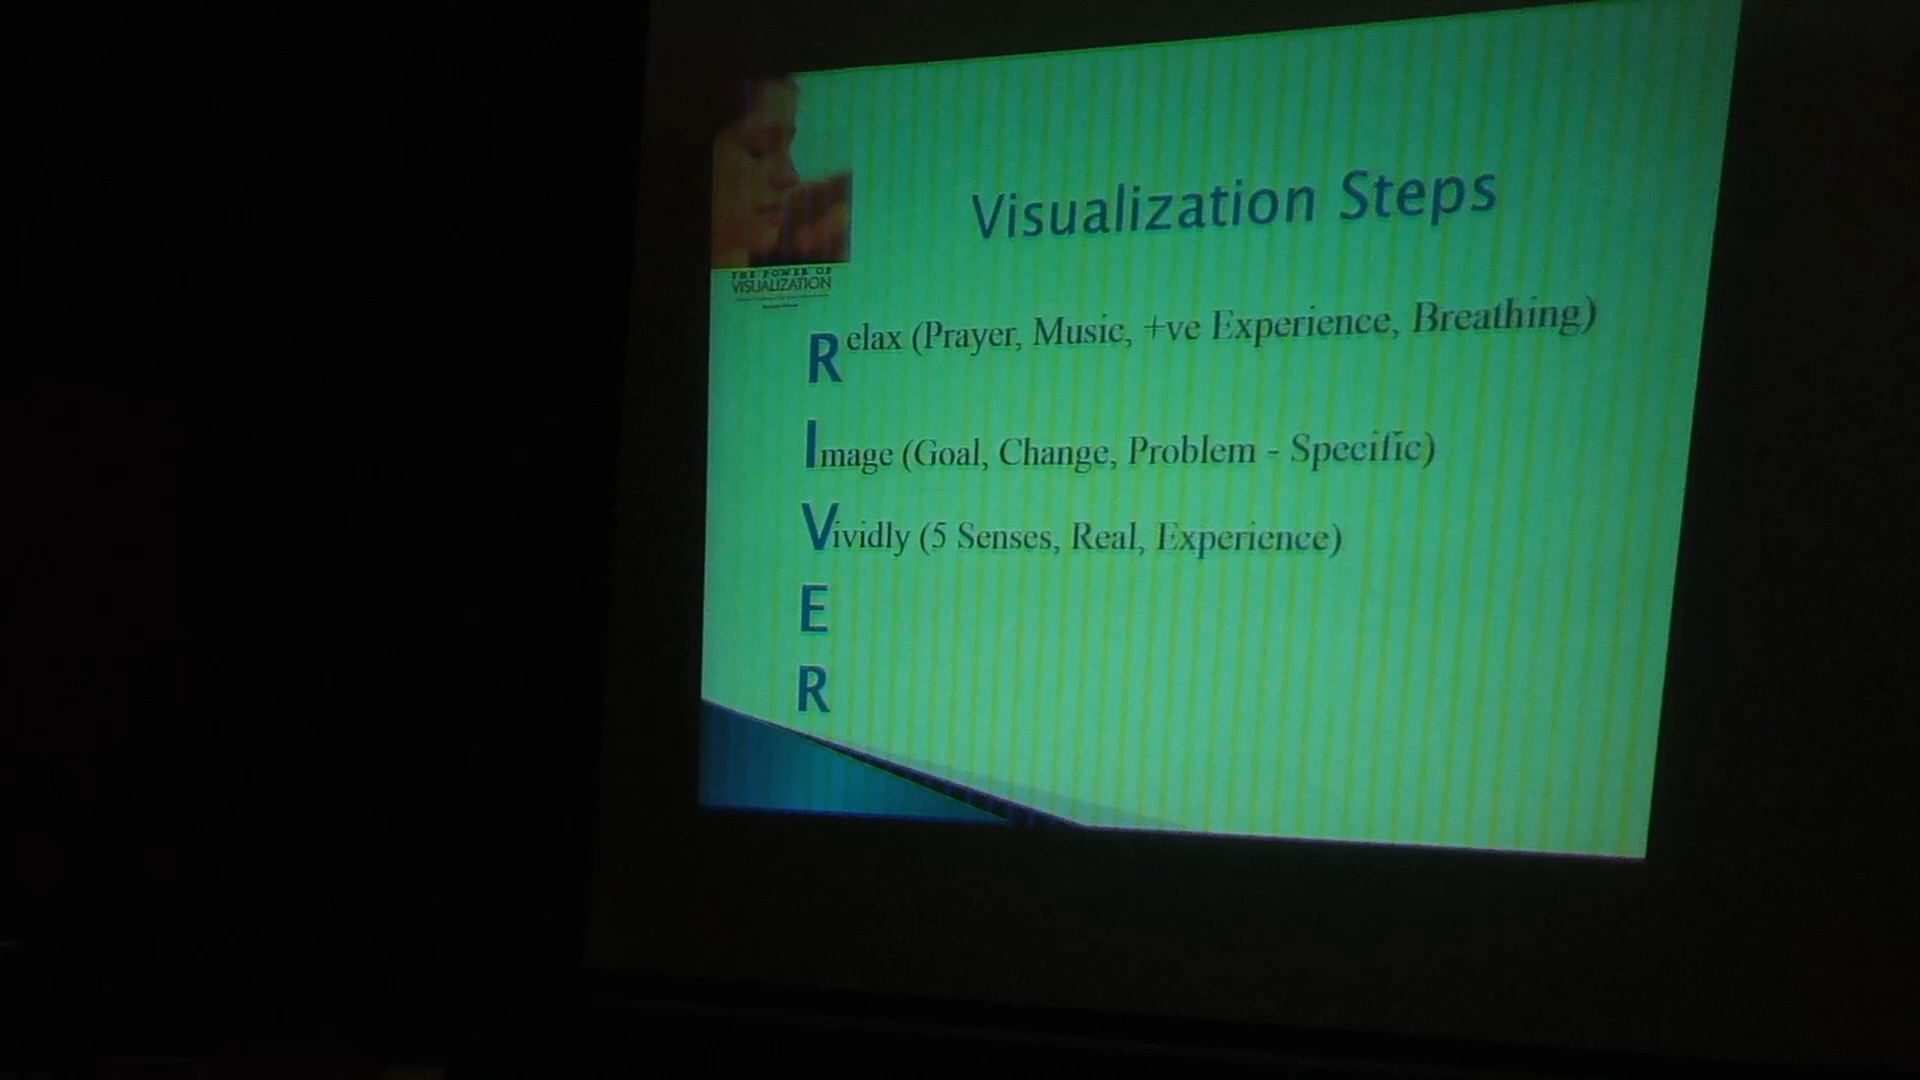 Visualization Steps
THE POWER OF
VISUALIZATION
Relax (Prayer, Music, +ve Experience, Breathing)
Image (Goal, Change, Problem - Specific)
Vividly (5 Senses, Real, Experience)
E
R